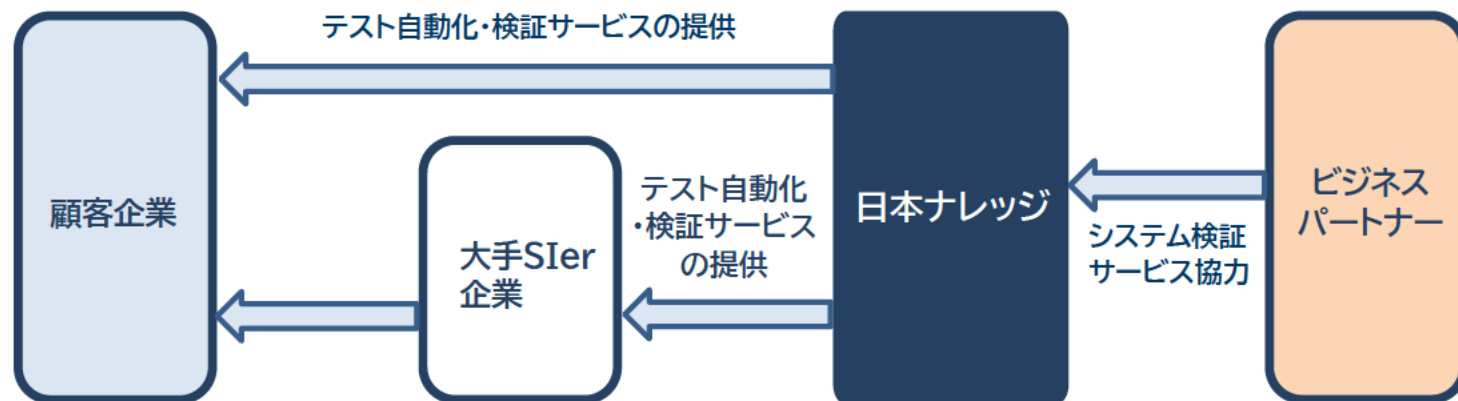 テスト自動化・検証サービスの提供
顧客企業
大手SIer
企業
テスト自動化
・検証サービス
の提供
日本ナレッジ
システム検証
サービス協力
ビジネス
パートナー